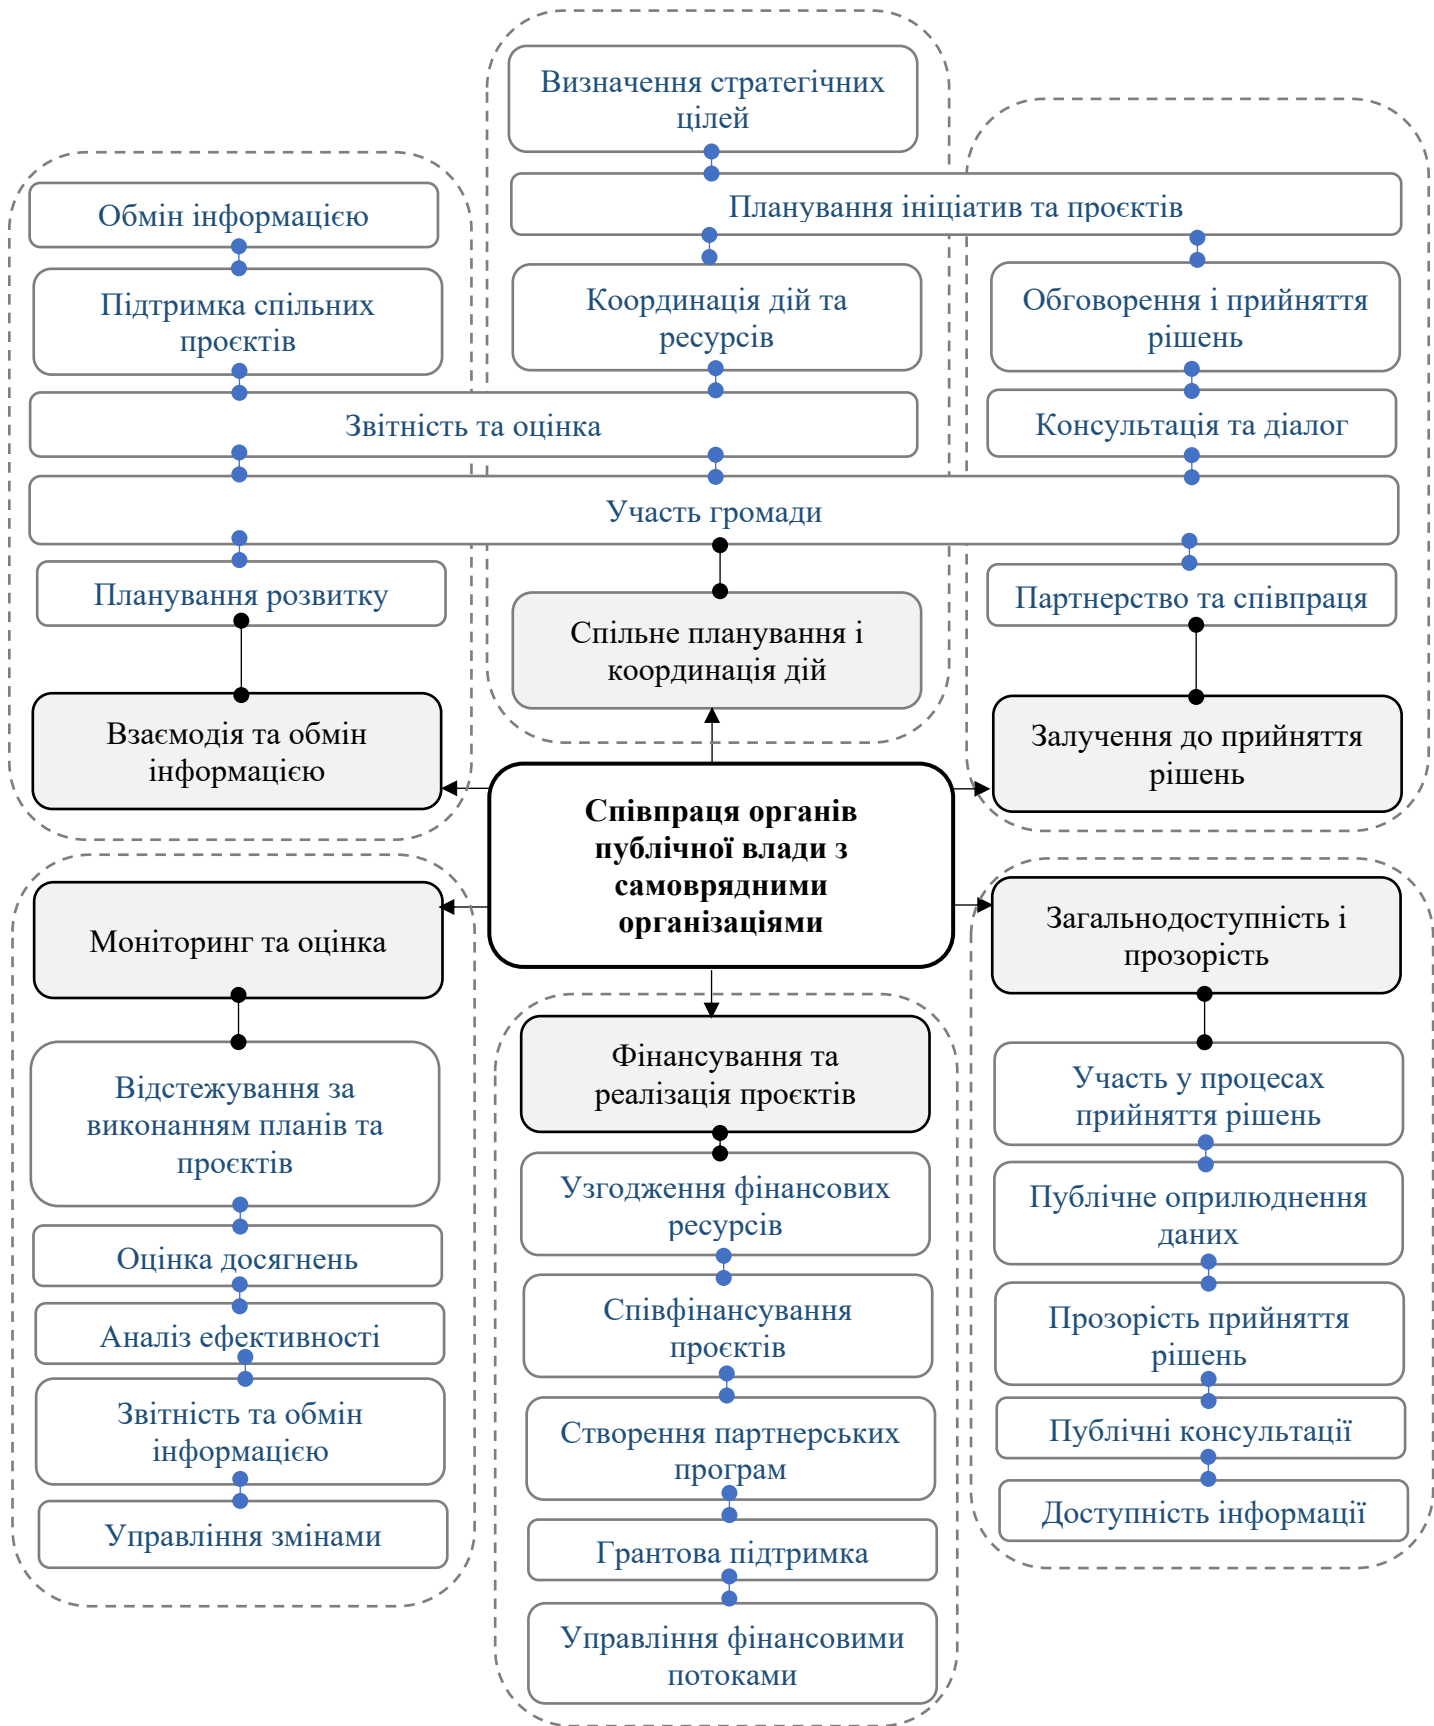 Визначення стратегічних
цілей
Планування ініціатив та проєктів
Обмін інформацією
Підтримка спільних
проєктів
Координація дій та
ресурсів
Обговорення і прийняття
рішень
Звітність та оцінка
Консультація та діалог
Участь громади
Планування розвитку
Спільне планування і
координація дій
Партнерство та співпраця
Взаємодія та обмін
інформацією
Залучення до прийняття
рішень
Співпраця органів
публічної влади з
самоврядними
організаціями
Моніторинг та оцінка
Загальнодоступність і
прозорість
Відстежування за
виконанням планів та
проєктів
Оцінка досягнень
Аналіз ефективності
Звітність та обмін
інформацією
Управління змінами
Фінансування та
реалізація проєктів
Узгодження фінансових
ресурсів
Співфінансування
проєктів
Створення партнерських
програм
Грантова підтримка
Управління фінансовими
потоками
Участь у процесах
прийняття рішень
Публічне оприлюднення
даних
Прозорість прийняття
рішень
Публічні консультації
Доступність інформації